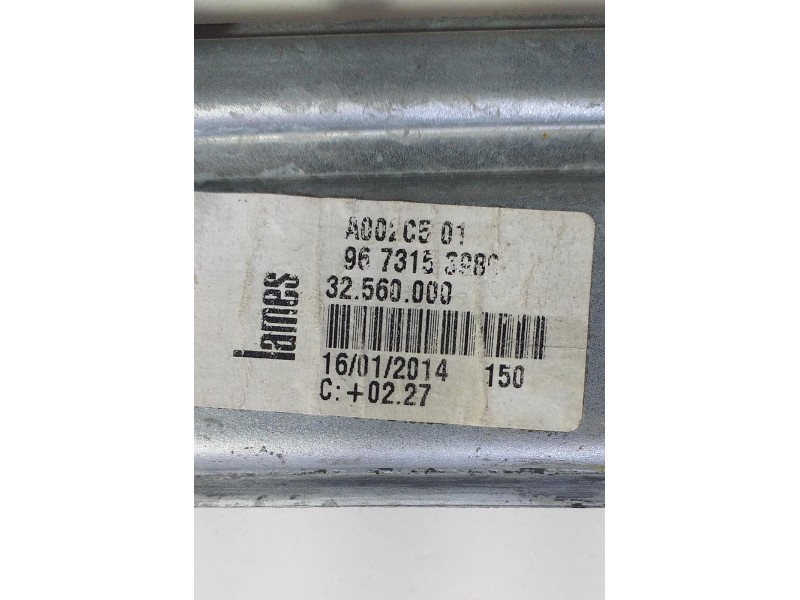 A002C5 01
96 7315
32.560.000
16/01/2014 150
C: +02.27
lames